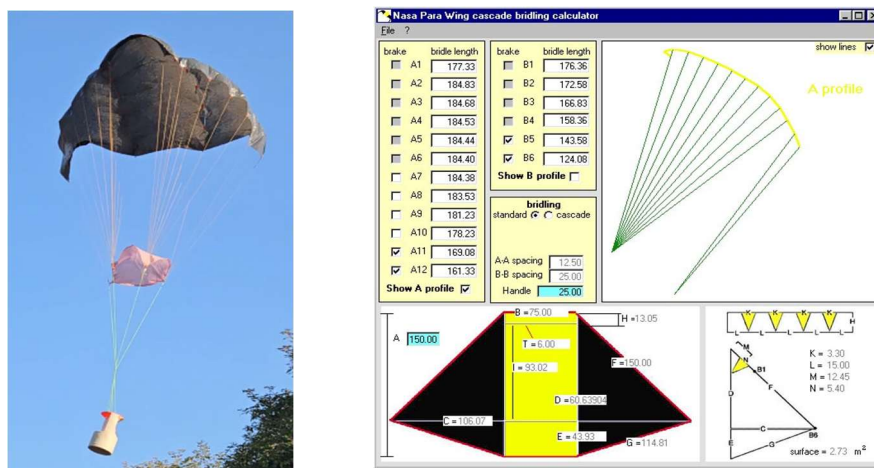 Nasa Para Wing cascade bridling calculator
File ?
brake bridle length
A1 177.33
A2 184.83
A3 184.68
A4 184.53
A5 184.44
A6 184.40
A7 184.38
A8 183.53
A9 181.23
A10 178.23
A11 169.08
A12 161.33
Show A profile
brake bridle length
B1 176.36
B2 172.58
B3 166.83
B4 158.36
B5 143.58
B6 124.08
Show B profile
bridling
standard cascade
A-A spacing 12.50
B-B spacing 25.00
Handle 25.00
show lines
A profile
A 150.00
B = 75.00
H = 13.05
T = 6.00
I = 93.02
F = 150.00
D = 60.63904
C = 106.07
E = 43.93
G = 114.81
K K K K
H
L L L L L
M
N
B1
F
D
C
E
G
B6
K = 3.30
L = 15.00
M = 12.45
N = 5.40
surface = 2.73 m²